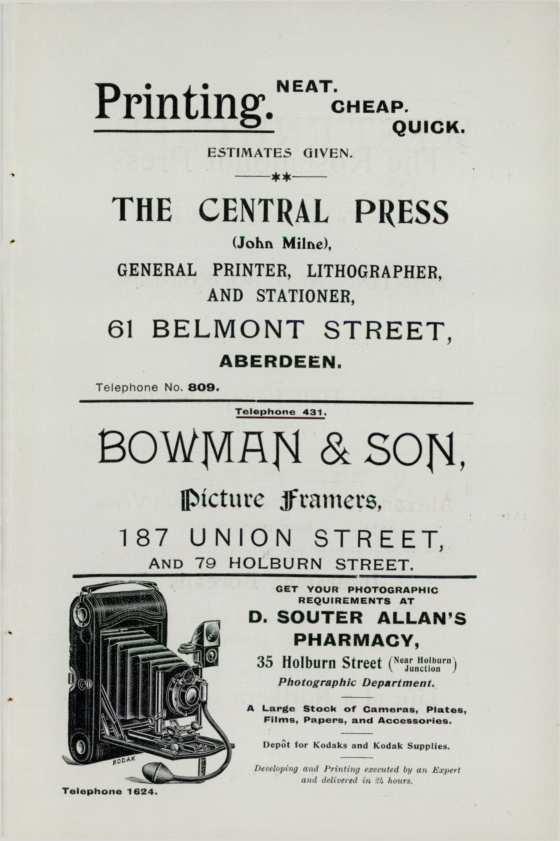 Printing. NEAT.
CHEAP.
QUICK.
ESTIMATES GIVEN.
THE CENTRAL PRESS
(John Milne),
GENERAL PRINTER, LITHOGRAPHER,
AND STATIONER,
61 BELMONT STREET,
ABERDEEN.
Telephone No. 809.
Telephone 431.
BOWMAN & SON,
Picture Framers,
187 UNION STREET,
AND 79 HOLBURN STREET.
GET YOUR PHOTOGRAPHIC
REQUIREMENTS AT
D. SOUTER ALLAN'S
PHARMACY,
35 Holburn Street (Near Holburn Junction)
Photographic Department.
A Large Stock of Cameras, Plates,
Films, Papers, and Accessories.
Depôt for Kodaks and Kodak Supplies.
Developing and Printing executed by an Expert
and delivered in 24 hours.
KODAK
Telephone 1624.